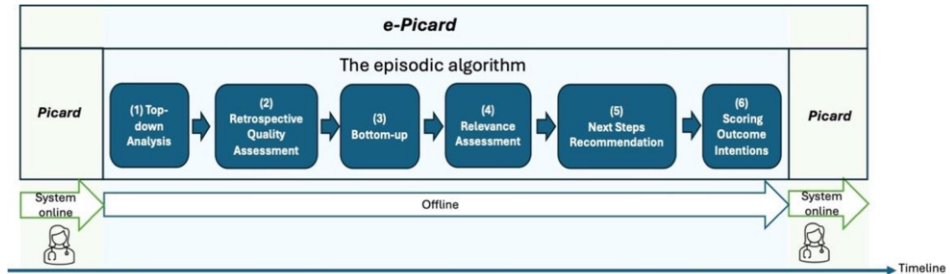 e-Picard
Picard
The episodic algorithm
(1) Top-
down
Analysis
(2)
Retrospective
Quality
Assessment
(3)
Bottom-up
(4)
Relevance
Assessment
(5)
Next Steps
Recommendation
(6)
Scoring
Outcome
Intentions
Picard
System
online
Offline
System
online
Timeline